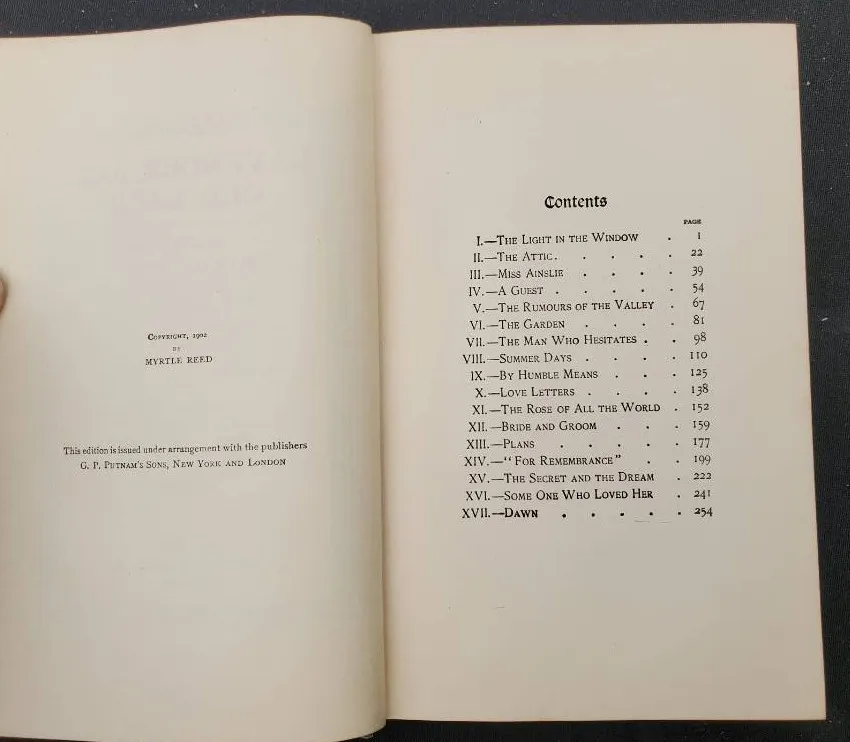 COPYRIGHT, 1902
BY
MYRTLE REED
This edition is issued under arrangement with the publishers
G. P. PUTNAM'S SONS, NEW YORK AND LONDON
Contents
PAGE
I.—THE LIGHT IN THE WINDOW . 1
II.—THE ATTIC. . . . . 22
III.—MISS AINSLIE . . . . 39
IV.—A GUEST . . . . . 54
V.—THE RUMOURS OF THE VALLEY . 67
VI.—THE GARDEN . . . . 81
VII.—THE MAN WHO HESITATES . . 98
VIII.—SUMMER DAYS . . . . 110
IX.—BY HUMBLE MEANS . . . 125
X.—LOVE LETTERS . . . . 138
XI.—THE ROSE OF ALL THE WORLD . 152
XII.—BRIDE AND GROOM . . . 159
XIII.—PLANS . . . . . 177
XIV.—"FOR REMEMBRANCE" . . 199
XV.—THE SECRET AND THE DREAM . 222
XVI.—SOME ONE WHO LOVED HER . 241
XVII.—DAWN . . . . . 254